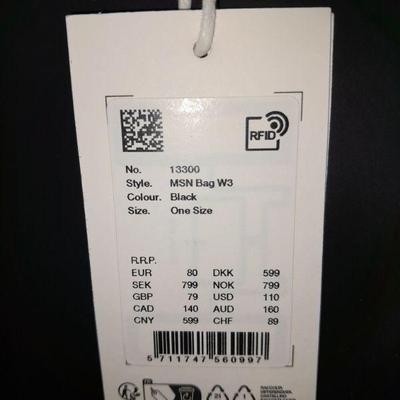 RFID
No. 13300
Style. MSN Bag W3
Colour. Black
Size. One Size
R.R.P.
EUR 80 DKK 599
SEK 799 NOK 799
GBP 79 USD 110
CAD 140 AUD 160
CNY 599 CHF 89
5 711747 560997
21